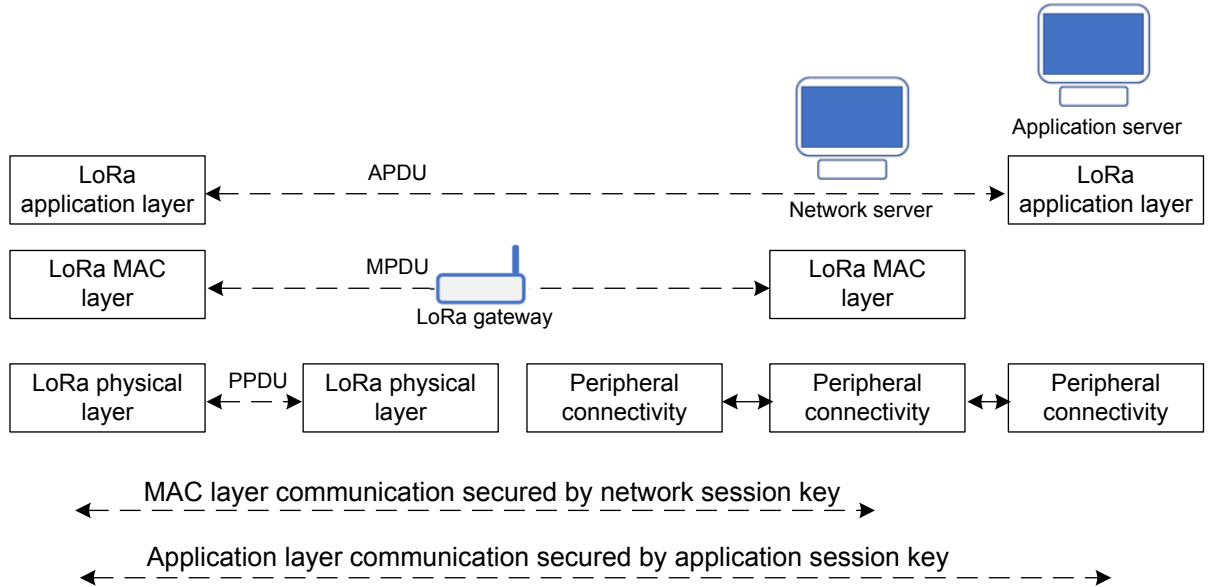 Application server
Network server
LoRa
application layer
APDU
LoRa
application layer
LoRa MAC
layer
MPDU
LoRa gateway
LoRa MAC
layer
LoRa physical
layer
PPDU
LoRa physical
layer
Peripheral
connectivity
Peripheral
connectivity
Peripheral
connectivity
MAC layer communication secured by network session key
Application layer communication secured by application session key